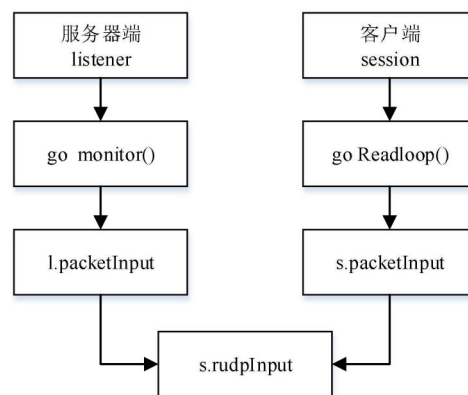 服务器端
listener
客户端
session
go monitor()
go Readloop()
l.packetInput
s.packetInput
s.rudpInput